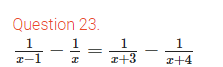 Question 23.
1/(x−1) − 1/x = 1/(x+3) − 1/(x+4)